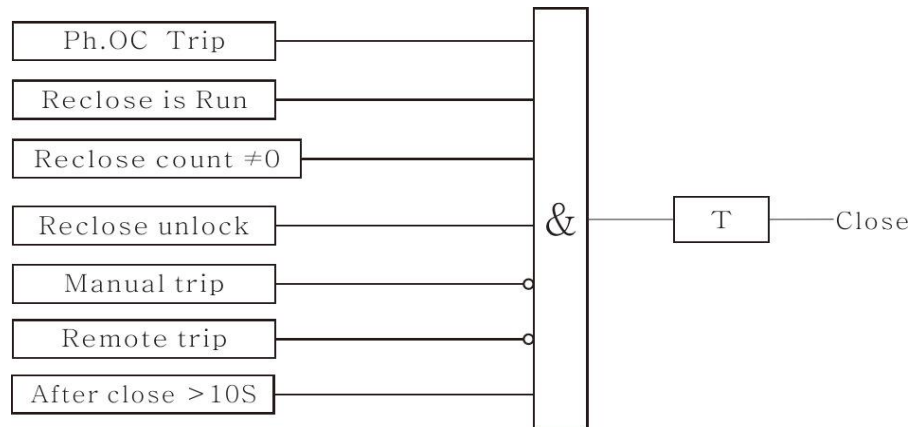 Ph.OC Trip
Reclose is Run
Reclose count ≠0
Reclose unlock
Manual trip
Remote trip
After close >10S
&
T
Close